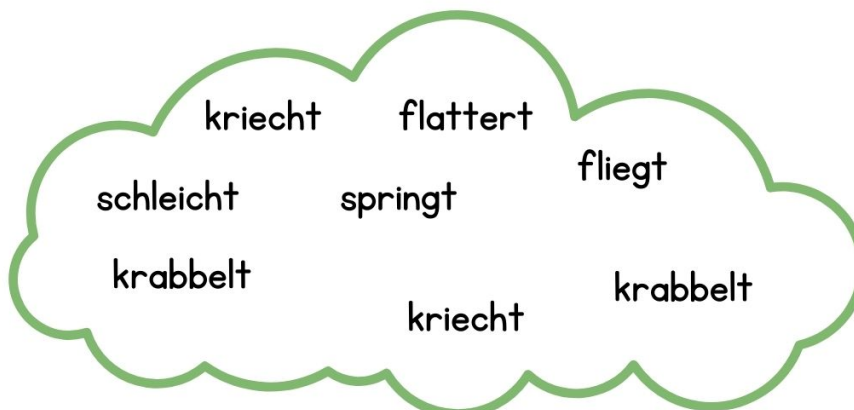 kriecht flattert
fliegt
schleicht springt
krabbelt
krabbelt
kriecht